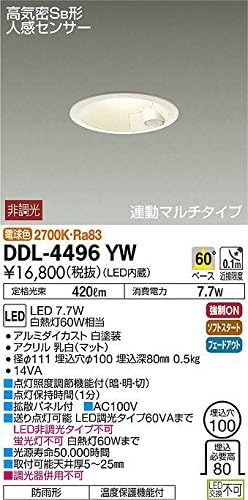 高気密SB形
人感センサー
連動マルチタイプ
非調光
電球色 2700K・Ra83
DDL-4496 YW
¥16,800(税抜)(LED内蔵)
60°
ベース
0.1m
近接限度
定格光束 420ℓm 消費電力 7.7W
LED LED 7.7W
白熱灯60W相当
強制ON
ソフトスタート
フェードアウト
●アルミダイカスト 白塗装
●アクリル 乳白(マット)
●径φ111 埋込穴φ100 埋込深80mm 0.5kg
●14VA
■点灯照度調節機能付(暗・明・切)
■点灯保持時間(1分)
■拡散パネル付 ■AC100V
■送り点灯可能 LED調光タイプ60VAまで
LED非調光タイプ不可
蛍光灯不可 白熱灯60Wまで
■光源寿命50,000時間
■取付可能天井厚5〜25mm
■調光器併用不可
埋込穴
100
埋込必要高
80
LED交換 不可
防雨形 温度保護機能付